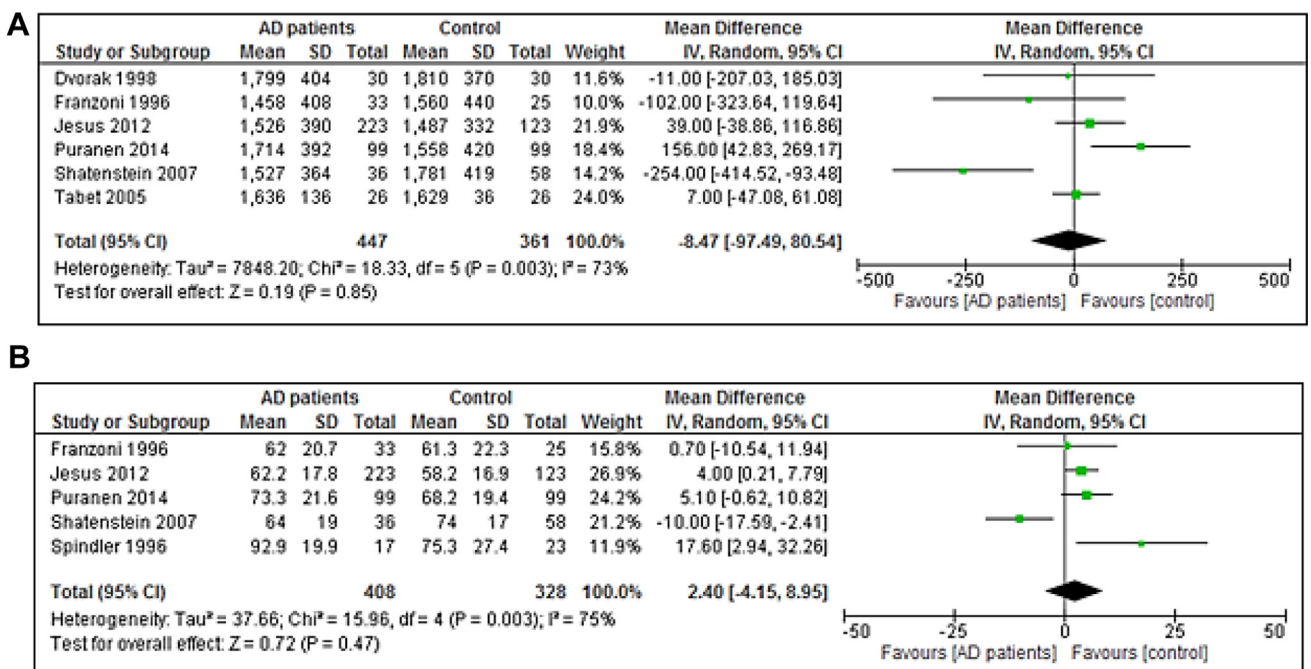 A
AD patients Control Mean Difference Mean Difference
Study or Subgroup Mean SD Total Mean SD Total Weight IV, Random, 95% CI IV, Random, 95% CI
Dvorak 1998 1,799 404 30 1,810 370 30 11.6% -11.00 [-207.03, 185.03]
Franzoni 1996 1,458 408 33 1,560 440 25 10.0% -102.00 [-323.64, 119.64]
Jesus 2012 1,526 390 223 1,487 332 123 21.9% 39.00 [-38.86, 116.86]
Puranen 2014 1,714 392 99 1,558 420 99 18.4% 156.00 [42.83, 269.17]
Shatenstein 2007 1,527 364 36 1,781 419 58 14.2% -254.00 [-414.52, -93.48]
Tabet 2005 1,636 136 26 1,629 36 26 24.0% 7.00 [-47.08, 61.08]
Total (95% CI) 447 361 100.0% -8.47 [-97.49, 80.54]
Heterogeneity: Tau² = 7848.20; Chi² = 18.33, df = 5 (P = 0.003); I² = 73%
Test for overall effect: Z = 0.19 (P = 0.85)
-500 -250 0 250 500
Favours [AD patients] Favours [control]
B
AD patients Control Mean Difference Mean Difference
Study or Subgroup Mean SD Total Mean SD Total Weight IV, Random, 95% CI IV, Random, 95% CI
Franzoni 1996 62 20.7 33 61.3 22.3 25 15.8% 0.70 [-10.54, 11.94]
Jesus 2012 62.2 17.8 223 58.2 16.9 123 26.9% 4.00 [0.21, 7.79]
Puranen 2014 73.3 21.6 99 68.2 19.4 99 24.2% 5.10 [-0.62, 10.82]
Shatenstein 2007 64 19 36 74 17 58 21.2% -10.00 [-17.59, -2.41]
Spindler 1996 92.9 19.9 17 75.3 27.4 23 11.9% 17.60 [2.94, 32.26]
Total (95% CI) 408 328 100.0% 2.40 [-4.15, 8.95]
Heterogeneity: Tau² = 37.66; Chi² = 15.96, df = 4 (P = 0.003); I² = 75%
Test for overall effect: Z = 0.72 (P = 0.47)
-50 -25 0 25 50
Favours [AD patients] Favours [control]